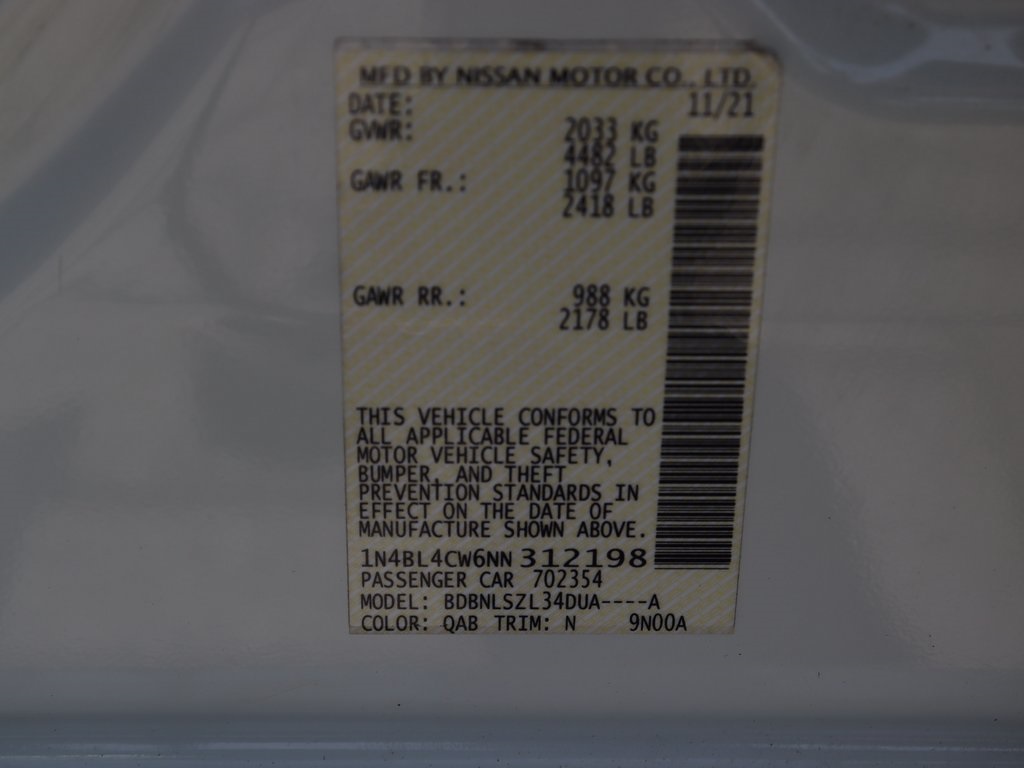 MFD BY NISSAN MOTOR CO., LTD.
DATE: 11/21
GVWR: 2033 KG
4482 LB
GAWR FR.: 1097 KG
2418 LB
GAWR RR.: 988 KG
2178 LB
THIS VEHICLE CONFORMS TO
ALL APPLICABLE FEDERAL
MOTOR VEHICLE SAFETY,
BUMPER, AND THEFT
PREVENTION STANDARDS IN
EFFECT ON THE DATE OF
MANUFACTURE SHOWN ABOVE.
1N4BL4CW6NN 312198
PASSENGER CAR 702354
MODEL: BDBNLSZL34DUA----A
COLOR: QAB TRIM: N 9N00A